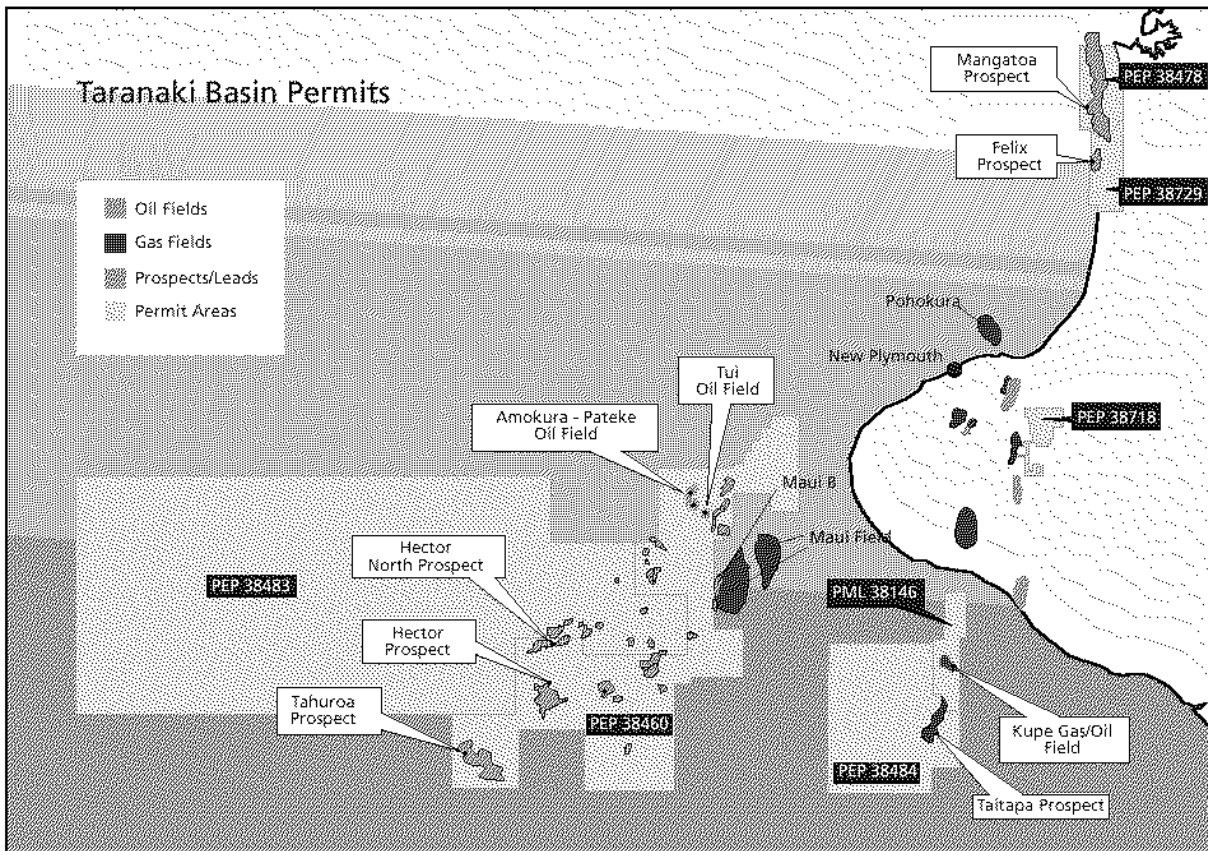 Taranaki Basin Permits
Oil Fields
Gas Fields
Prospects/Leads
Permit Areas
Mangatoa
Prospect
PEP 38478
Felix
Prospect
PEP 38729
Pohokura
New Plymouth
Tui
Oil Field
Amokura - Pateke
Oil Field
PEP 38718
Maui B
Maui Field
Hector
North Prospect
PEP 38483
PML 38146
Hector
Prospect
Tahuroa
Prospect
PEP 38460
Kupe Gas/Oil
Field
PEP 38484
Taitapa Prospect